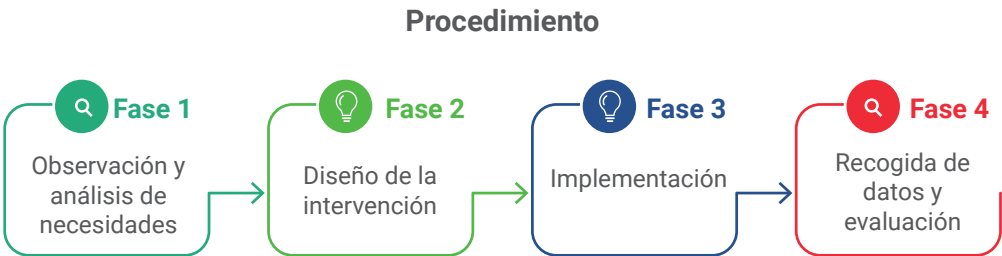 Procedimiento
Fase 1
Observación y
análisis de
necesidades
Fase 2
Diseño de la
intervención
Fase 3
Implementación
Fase 4
Recogida de
datos y
evaluación